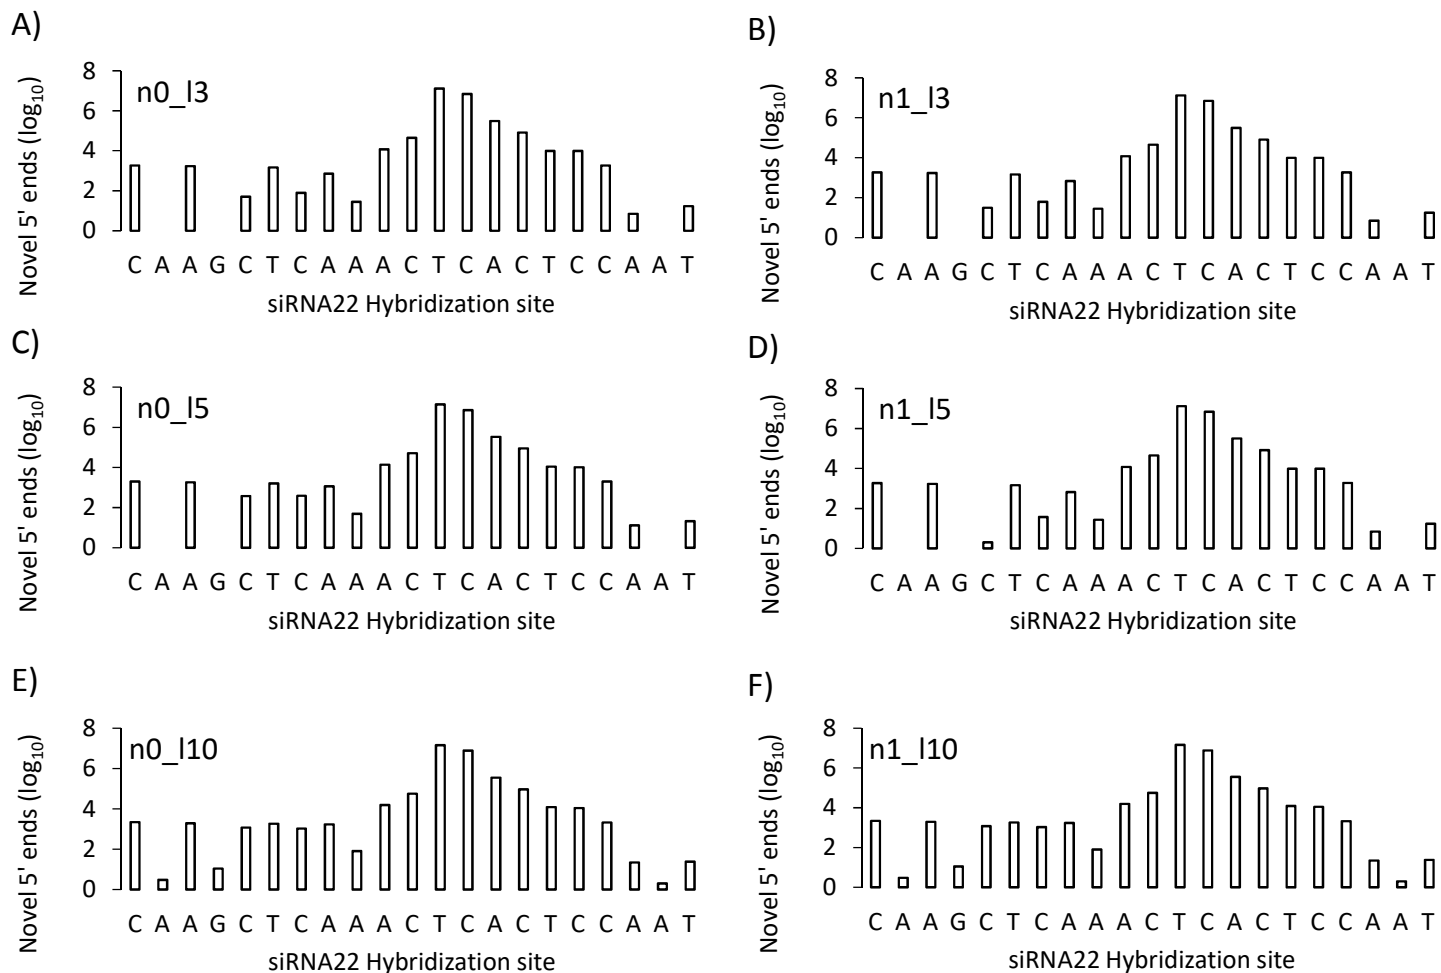 A)
Novel 5' ends (log10)
8
6
4
2
0
n0_l3
C A A G C T C A A A C T C A C T C C A A T
siRNA22 Hybridization site
B)
Novel 5' ends (log10)
8
6
4
2
0
n1_l3
C A A G C T C A A A C T C A C T C C A A T
siRNA22 Hybridization site
C)
Novel 5' ends (log10)
8
6
4
2
0
n0_l5
C A A G C T C A A A C T C A C T C C A A T
siRNA22 Hybridization site
D)
Novel 5' ends (log10)
8
6
4
2
0
n1_l5
C A A G C T C A A A C T C A C T C C A A T
siRNA22 Hybridization site
E)
Novel 5' ends (log10)
8
6
4
2
0
n0_l10
C A A G C T C A A A C T C A C T C C A A T
siRNA22 Hybridization site
F)
Novel 5' ends (log10)
8
6
4
2
0
n1_l10
C A A G C T C A A A C T C A C T C C A A T
siRNA22 Hybridization site